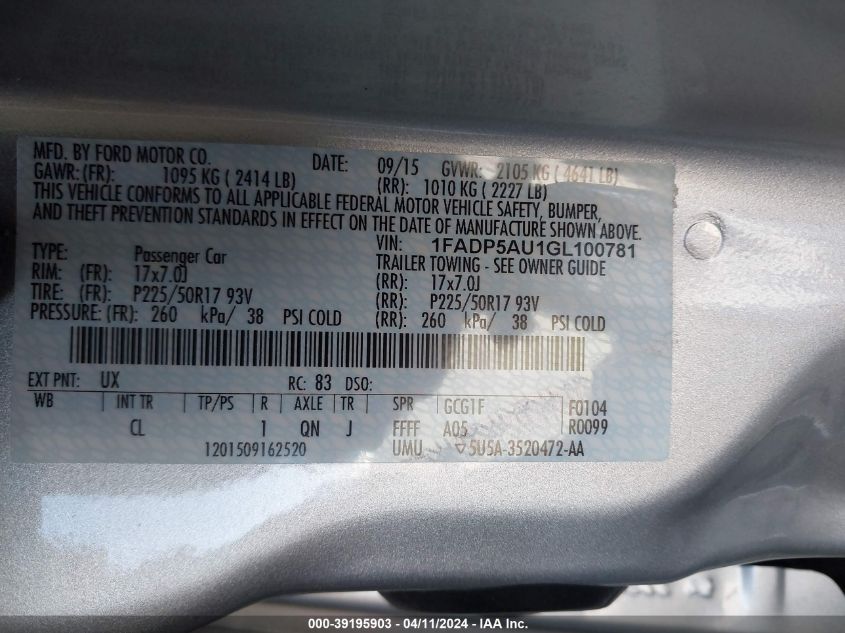 MFD. BY FORD MOTOR CO. DATE: 09/15 GVWR: 2105 KG ( 4641 LB)
GAWR:(FR): 1095 KG ( 2414 LB) (RR): 1010 KG ( 2227 LB)
THIS VEHICLE CONFORMS TO ALL APPLICABLE FEDERAL MOTOR VEHICLE SAFETY, BUMPER,
AND THEFT PREVENTION STANDARDS IN EFFECT ON THE DATE OF MANUFACTURE SHOWN ABOVE.
VIN: 1FADP5AU1GL100781
TYPE: Passenger Car TRAILER TOWING - SEE OWNER GUIDE
RIM: (FR): 17x7.0J (RR): 17x7.0J
TIRE: (FR): P225/50R17 93V (RR): P225/50R17 93V
PRESSURE: (FR): 260 kPa/ 38 PSI COLD (RR): 260 kPa/ 38 PSI COLD
EXT PNT: UX RC: 83 DSO:
WB INT TR TP/PS R AXLE TR SPR GCG1F F0104
CL 1 QN J FFFF A05 R0099
1201509162520 UMU ▽5U5A-3520472-AA
000-39195903 - 04/11/2024 - IAA Inc.